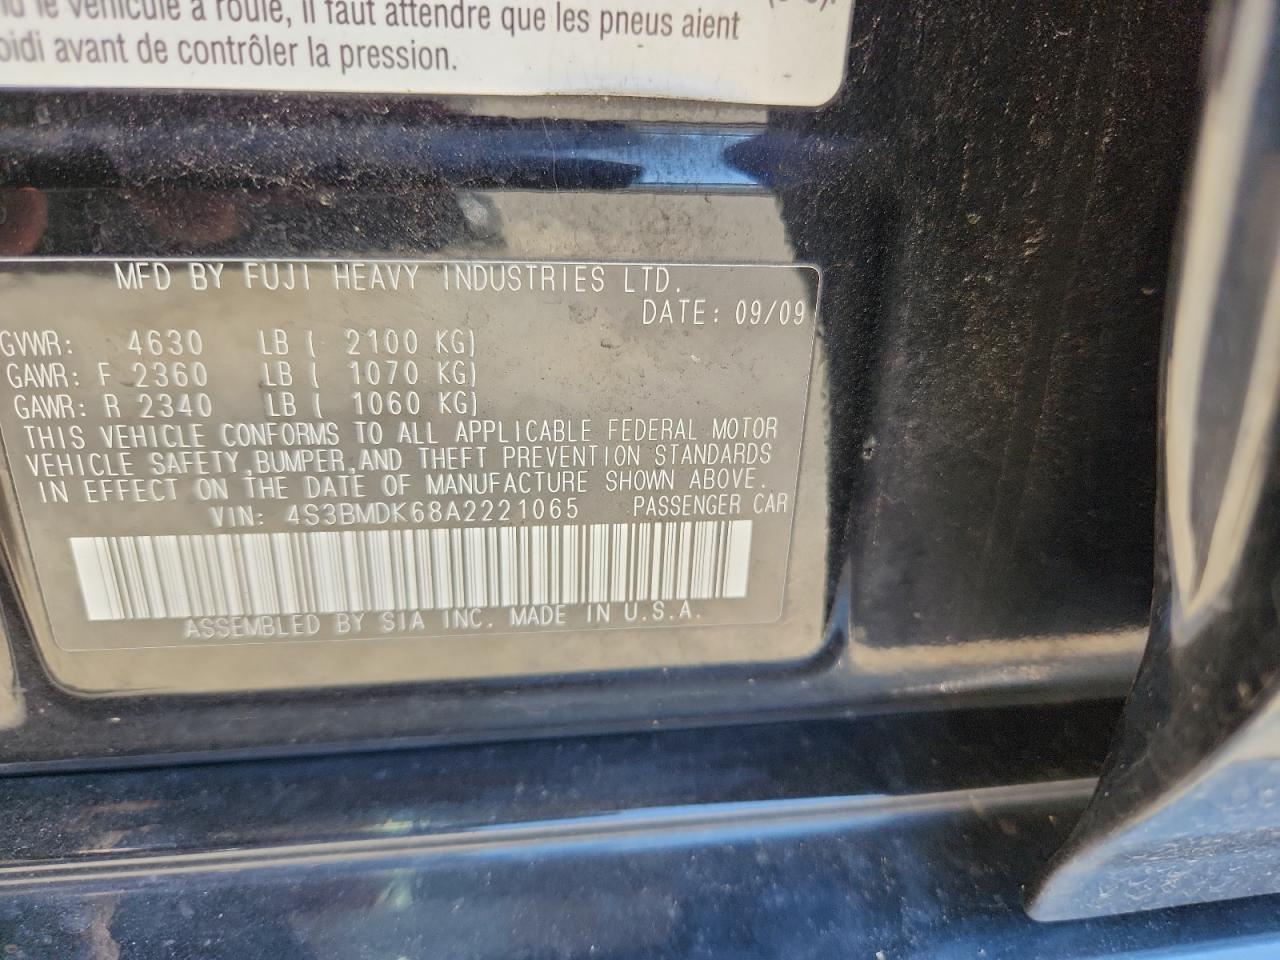 le véhicule a roulé, il faut attendre que les pneus aient
avant de contrôler la pression.
MFD BY FUJI HEAVY INDUSTRIES LTD.
DATE: 09/09
GVWR: 4630 LB ( 2100 KG)
GAWR: F 2360 LB ( 1070 KG)
GAWR: R 2340 LB ( 1060 KG)
THIS VEHICLE CONFORMS TO ALL APPLICABLE FEDERAL MOTOR
VEHICLE SAFETY,BUMPER,AND THEFT PREVENTION STANDARDS
IN EFFECT ON THE DATE OF MANUFACTURE SHOWN ABOVE.
VIN: 4S3BMDK68A2221065 PASSENGER CAR
ASSEMBLED BY SIA INC. MADE IN U.S.A.